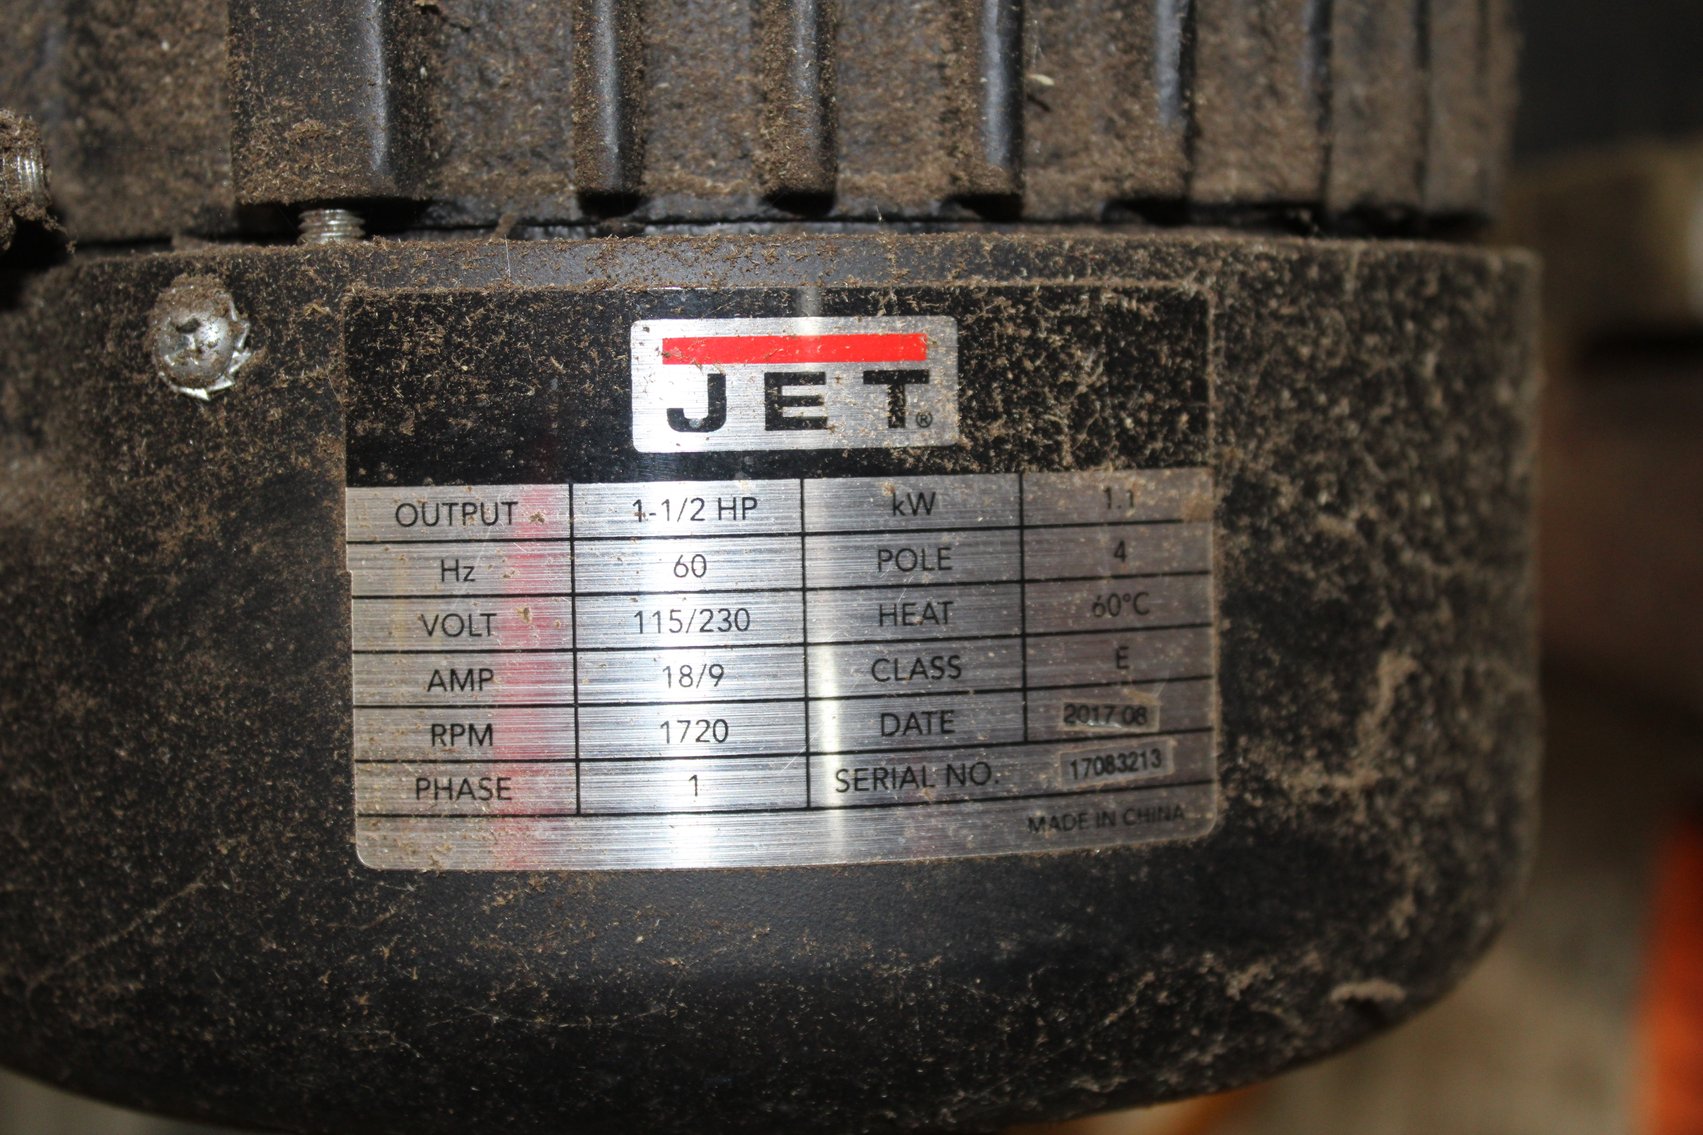 JET®
OUTPUT 1-1/2 HP kW 1.1
Hz 60 POLE 4
VOLT 115/230 HEAT 60°C
AMP 18/9 CLASS E
RPM 1720 DATE 2017 08
PHASE 1 SERIAL NO. 17083213
MADE IN CHINA